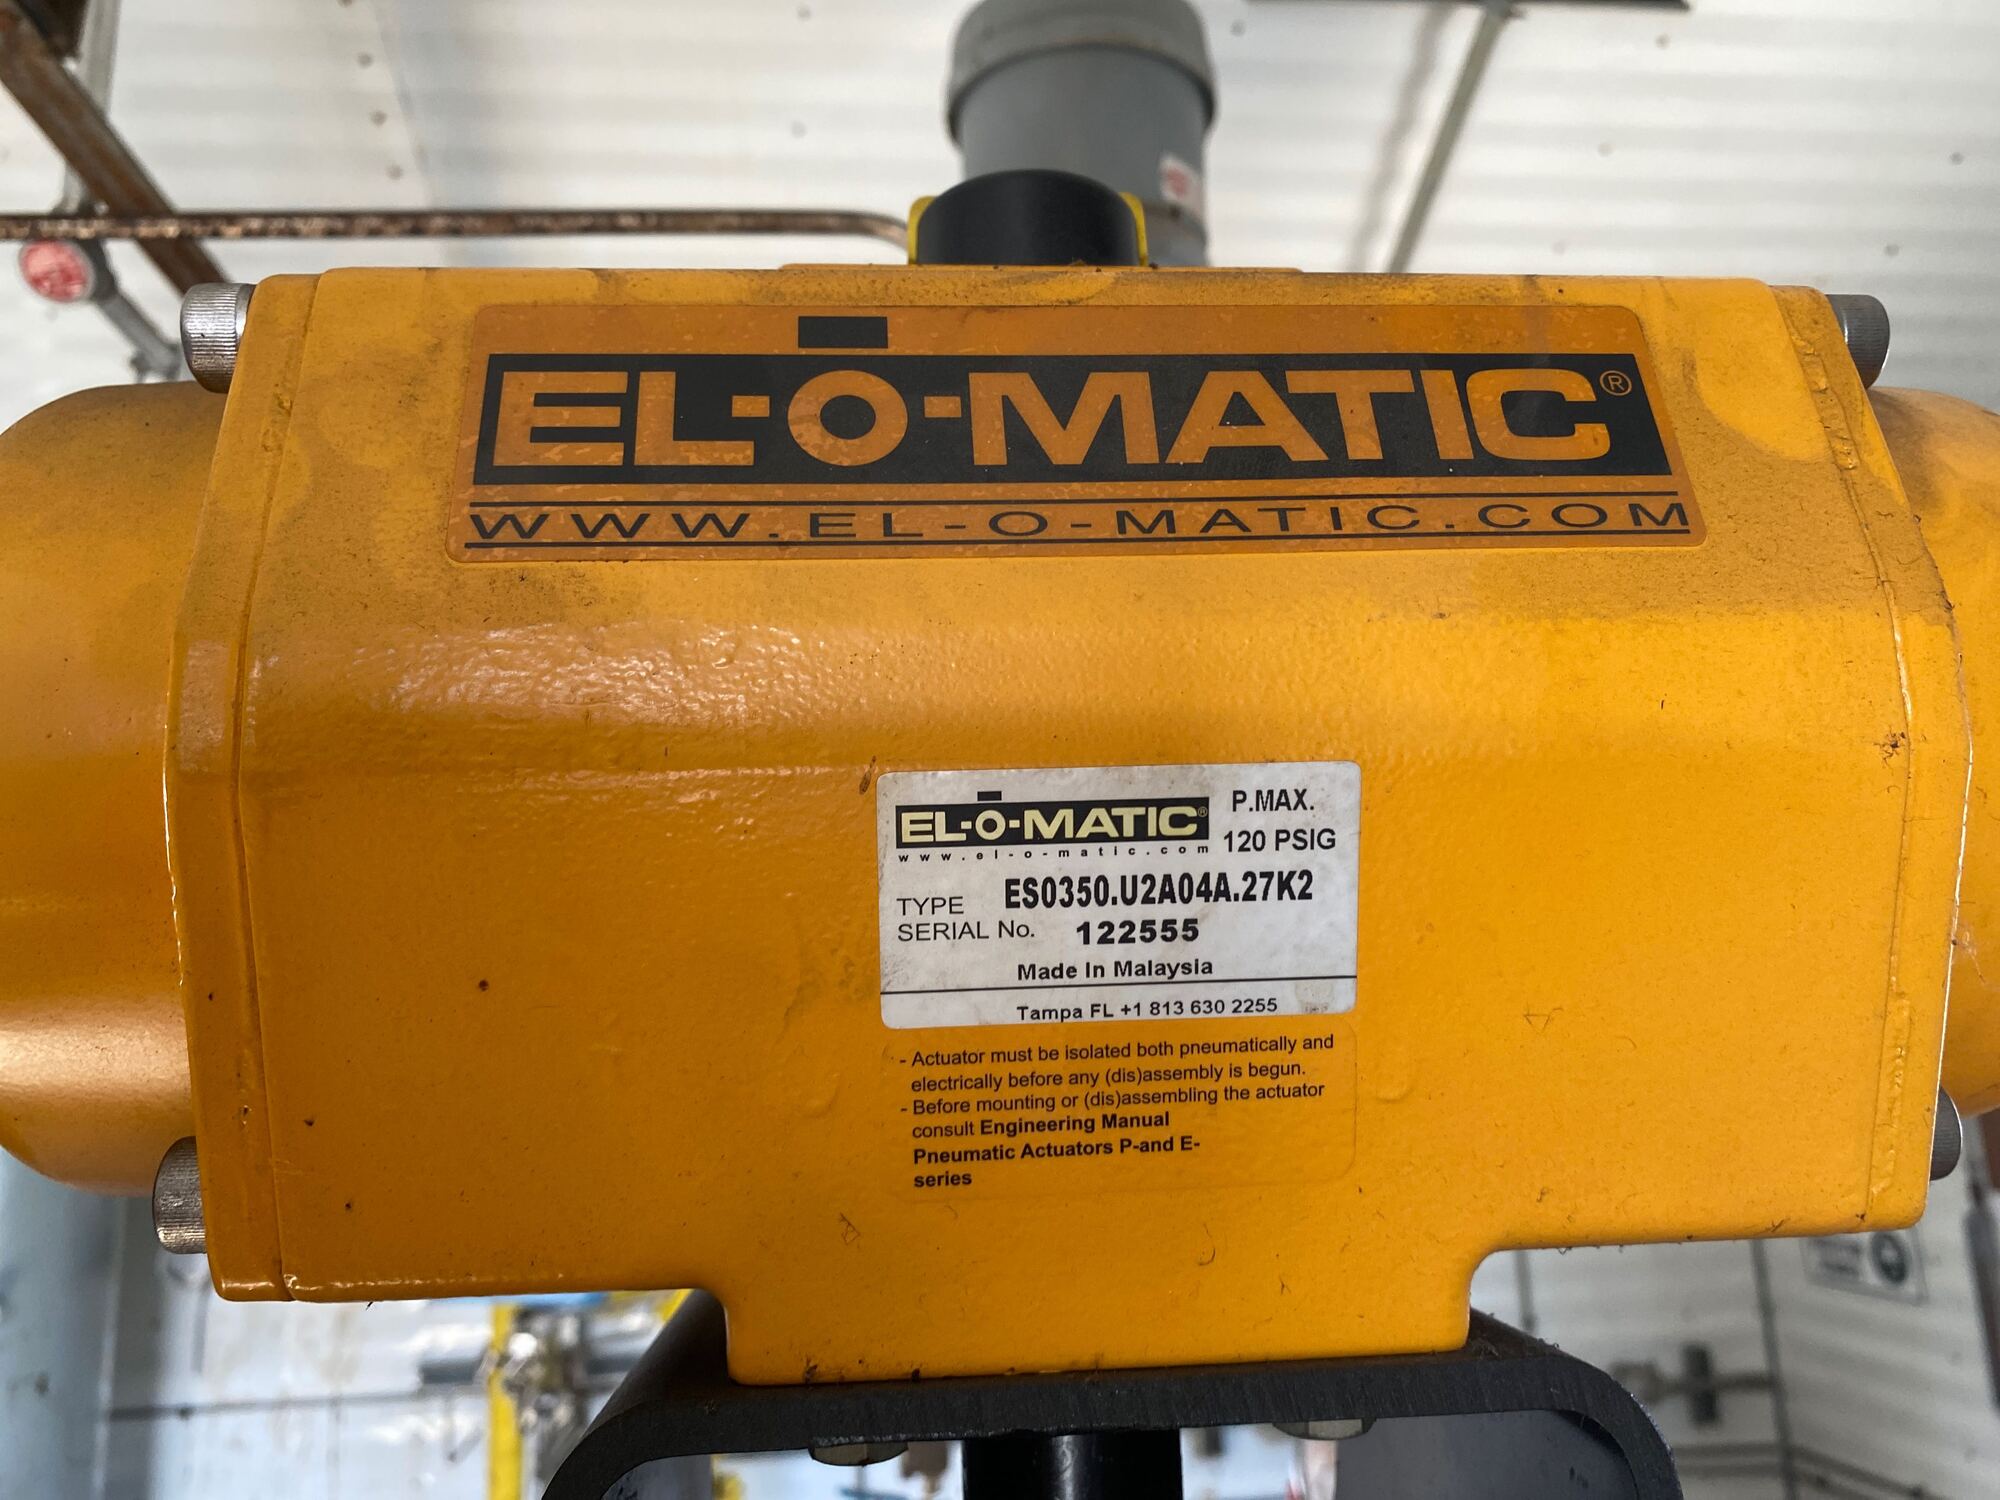 EL-O-MATIC®
WWW.EL-O-MATIC.COM
EL-O-MATIC®
www.el-o-matic.com
P.MAX.
120 PSIG
TYPE ES0350.U2A04A.27K2
SERIAL No. 122555
Made In Malaysia
Tampa FL +1 813 630 2255
- Actuator must be isolated both pneumatically and
electrically before any (dis)assembly is begun.
- Before mounting or (dis)assembling the actuator
consult Engineering Manual
Pneumatic Actuators P-and E-
series